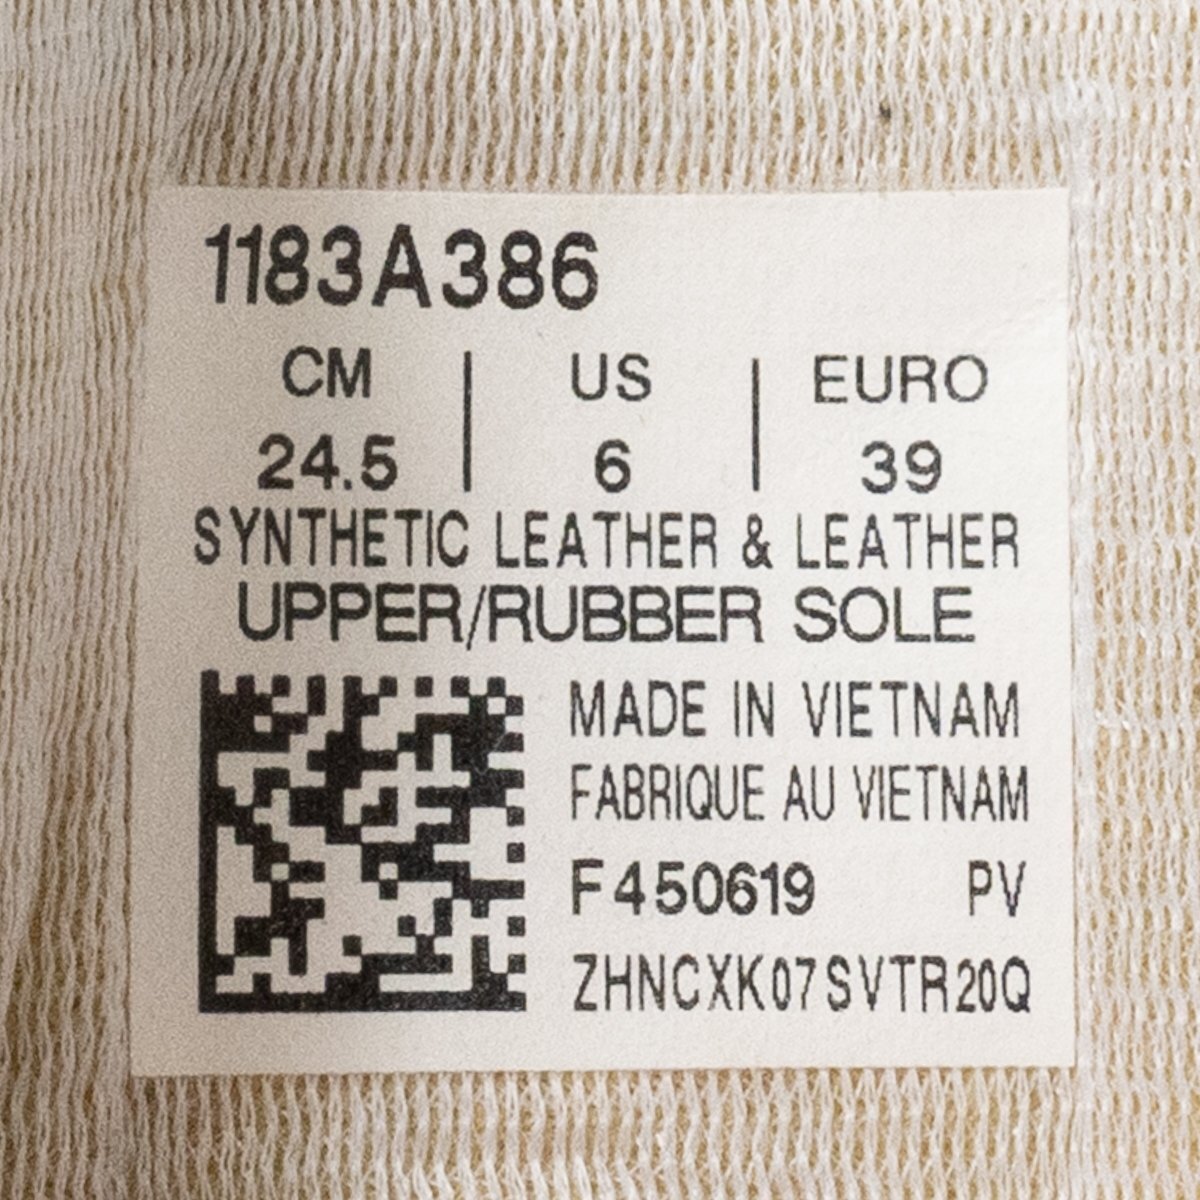 1183A386
CM | US | EURO
24.5 | 6 | 39
SYNTHETIC LEATHER & LEATHER
UPPER/RUBBER SOLE
MADE IN VIETNAM
FABRIQUE AU VIETNAM
F450619 PV
ZHNCXK07SVTR20Q